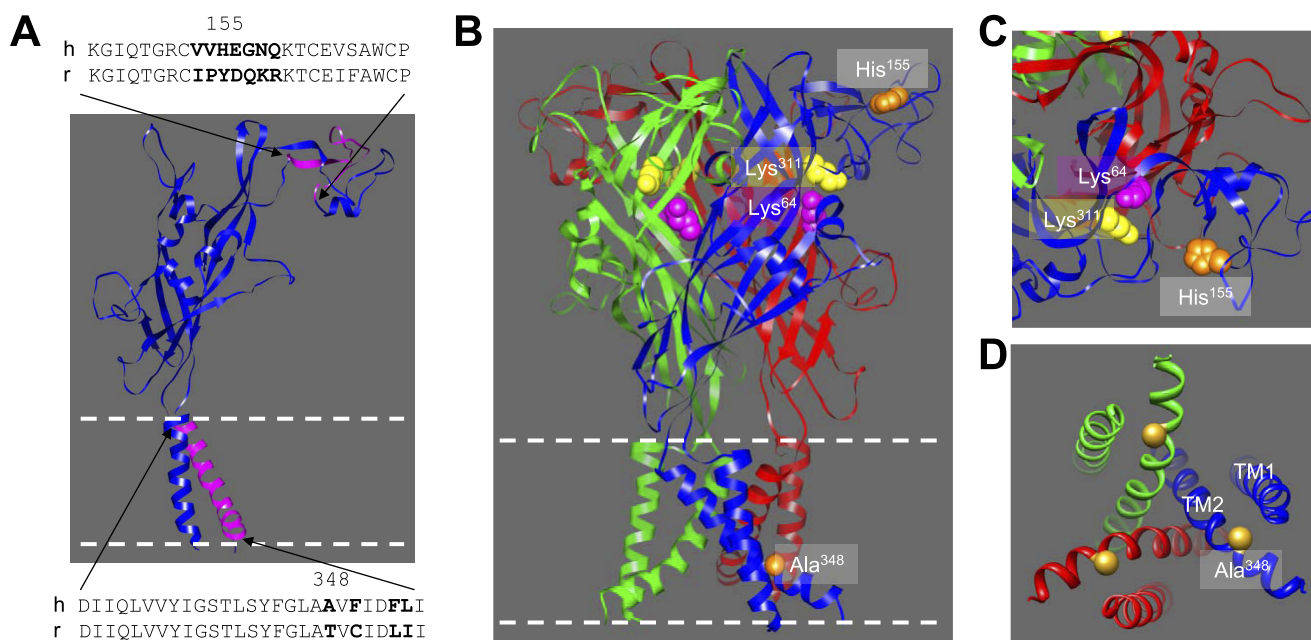 A
155
h KGIQTGRCVVHEGNQKTCEVSAWCP
r KGIQTGRCIPYDQKRKTCEIFAWCP
348
h DIIQLVVYIGSTLSYFGLAAVFIDFLI
r DIIQLVVYIGSTLSYFGLATVCIDLII
B
His¹⁵⁵
Lys³¹¹
Lys⁶⁴
Ala³⁴⁸
C
Lys⁶⁴
Lys³¹¹
His¹⁵⁵
D
TM1
TM2
Ala³⁴⁸